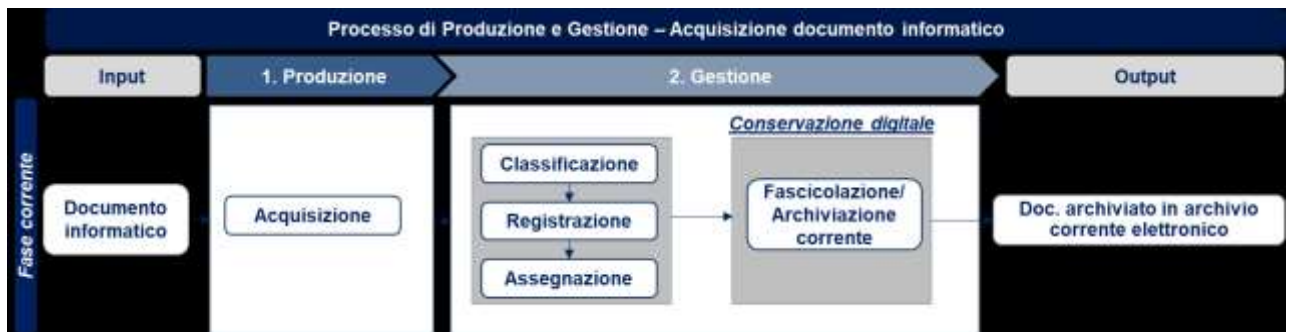 Processo di Produzione e Gestione – Acquisizione documento informatico
Input
1. Produzione
2. Gestione
Output
Fase corrente
Documento
informatico
Acquisizione
Classificazione
Registrazione
Assegnazione
Conservazione digitale
Fascicolazione/
Archiviazione
corrente
Doc. archiviato in archivio
corrente elettronico